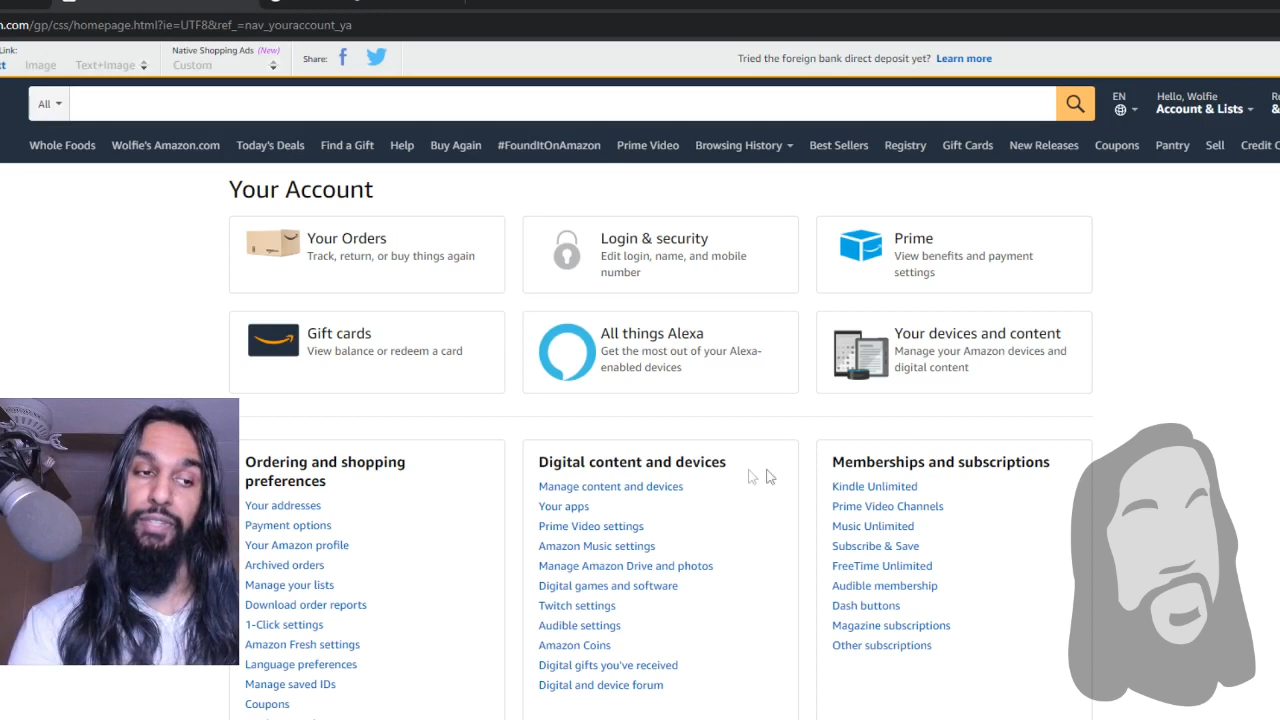 n.com/gp/css/homepage.html?ie=UTF8&ref_=nav_youraccount_ya
Link:
Native Shopping Ads (New)
xt Image Text+Image Custom
Share:
Tried the foreign bank direct deposit yet? Learn more
All
EN
Hello, Wolfie
Account & Lists
Re
&
Whole Foods Wolfie's Amazon.com Today's Deals Find a Gift Help Buy Again #FoundItOnAmazon Prime Video Browsing History Best Sellers Registry Gift Cards New Releases Coupons Pantry Sell Credit C
Your Account
Your Orders
Track, return, or buy things again
Login & security
Edit login, name, and mobile
number
Prime
View benefits and payment
settings
Gift cards
View balance or redeem a card
All things Alexa
Get the most out of your Alexa-
enabled devices
Your devices and content
Manage your Amazon devices and
digital content
Ordering and shopping
preferences
Your addresses
Payment options
Your Amazon profile
Archived orders
Manage your lists
Download order reports
1-Click settings
Amazon Fresh settings
Language preferences
Manage saved IDs
Coupons
Digital content and devices
Manage content and devices
Your apps
Prime Video settings
Amazon Music settings
Manage Amazon Drive and photos
Digital games and software
Twitch settings
Audible settings
Amazon Coins
Digital gifts you've received
Digital and device forum
Memberships and subscriptions
Kindle Unlimited
Prime Video Channels
Music Unlimited
Subscribe & Save
FreeTime Unlimited
Audible membership
Dash buttons
Magazine subscriptions
Other subscriptions